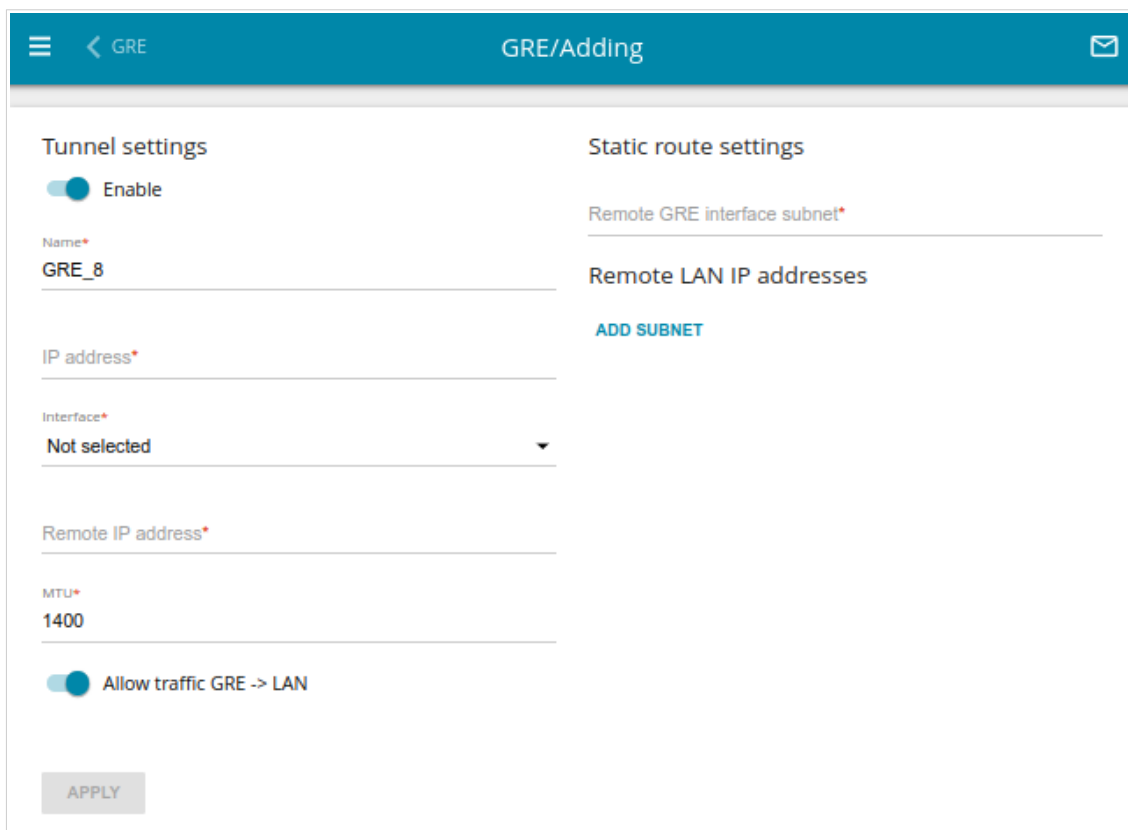 GRE
GRE/Adding
Tunnel settings
Enable
Name*
GRE_8
IP address*
Interface*
Not selected
Remote IP address*
MTU*
1400
Allow traffic GRE -> LAN
APPLY
Static route settings
Remote GRE interface subnet*
Remote LAN IP addresses
ADD SUBNET